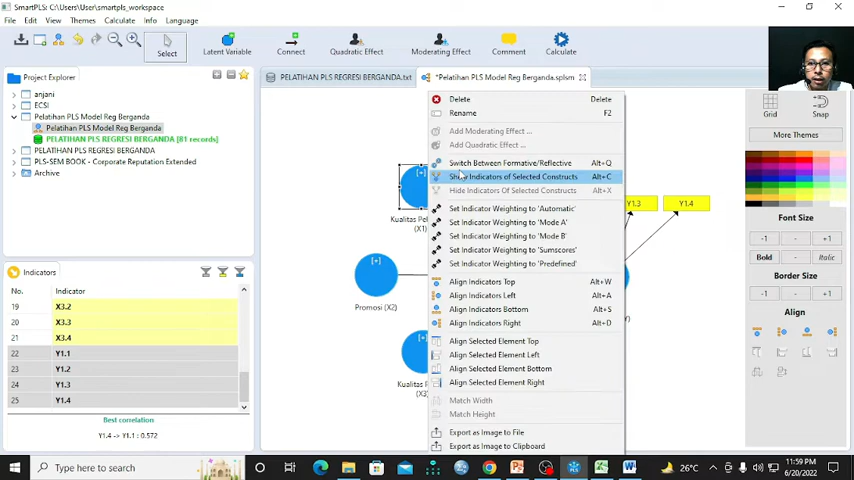 SmartPLS: C:\Users\User\smartpls_workspace
File Edit View Themes Calculate Info Language
Select
Latent Variable
Connect
Quadratic Effect
Moderating Effect
Comment
Calculate
Project Explorer
PELATIHAN PLS REGRESI BERGANDA.txt
*Pelatihan PLS Model Reg Berganda.splsm
anjani
ECSI
Pelatihan PLS Model Reg Berganda
Pelatihan PLS Model Reg Berganda
PELATIHAN PLS REGRESI BERGANDA [81 records]
PLS-SEM BOOK - Corporate Reputation Extended
Archive
Indicators
No. Indicator
19 X3.2
20 X3.3
21 X3.4
22 Y1.1
23 Y1.2
24 Y1.3
25 Y1.4
Best correlation
Y1.4 -> Y1.1 : 0.572
[+]
Kualitas
(X1)
[+]
Promosi (X2)
[+]
Kualitas
(X3)
Y1.3
Y1.4
Delete Delete
Rename F2
Add Moderating Effect ...
Add Quadratic Effect ...
Switch Between Formative/Reflective Alt+Q
Show Indicators of Selected Constructs Alt+C
Hide Indicators Of Selected Constructs Alt+X
Set Indicator Weighting to 'Automatic'
Set Indicator Weighting to 'Mode A'
Set Indicator Weighting to 'Mode B'
Set Indicator Weighting to 'Sumscores'
Set Indicator Weighting to 'Predefined'
Align Indicators Top Alt+W
Align Indicators Left Alt+A
Align Indicators Bottom Alt+S
Align Indicators Right Alt+D
Align Selected Element Top
Align Selected Element Left
Align Selected Element Bottom
Align Selected Element Right
Match Width
Match Height
Export as Image to File
Export as Image to Clipboard
Grid
Snap
More Themes
Font Size
-1 - +1
Bold - Italic
Border Size
-1 - +1
Align
Type here to search
26°C
11:59 PM
6/20/2022